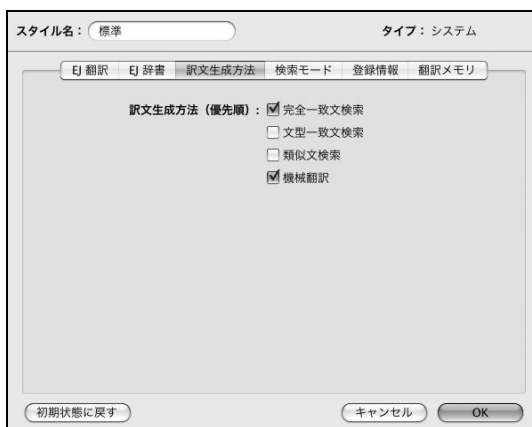 スタイル名： 標準 タイプ：システム
EJ 翻訳 EJ 辞書 訳文生成方法 検索モード 登録情報 翻訳メモリ
訳文生成方法（優先順）： 完全一致文検索
文型一致文検索
類似文検索
機械翻訳
初期状態に戻す キャンセル OK